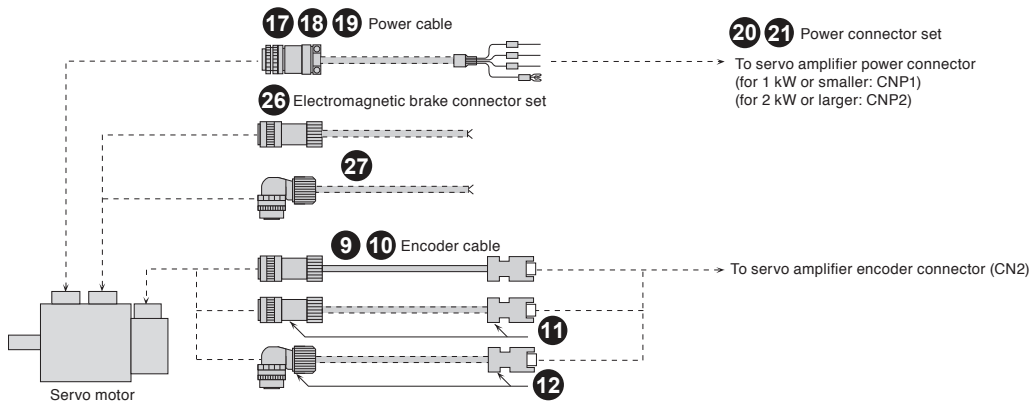 17 18 19 Power cable
20 21 Power connector set
To servo amplifier power connector
(for 1 kW or smaller: CNP1)
(for 2 kW or larger: CNP2)
26 Electromagnetic brake connector set
27
9 10 Encoder cable
To servo amplifier encoder connector (CN2)
11
12
Servo motor